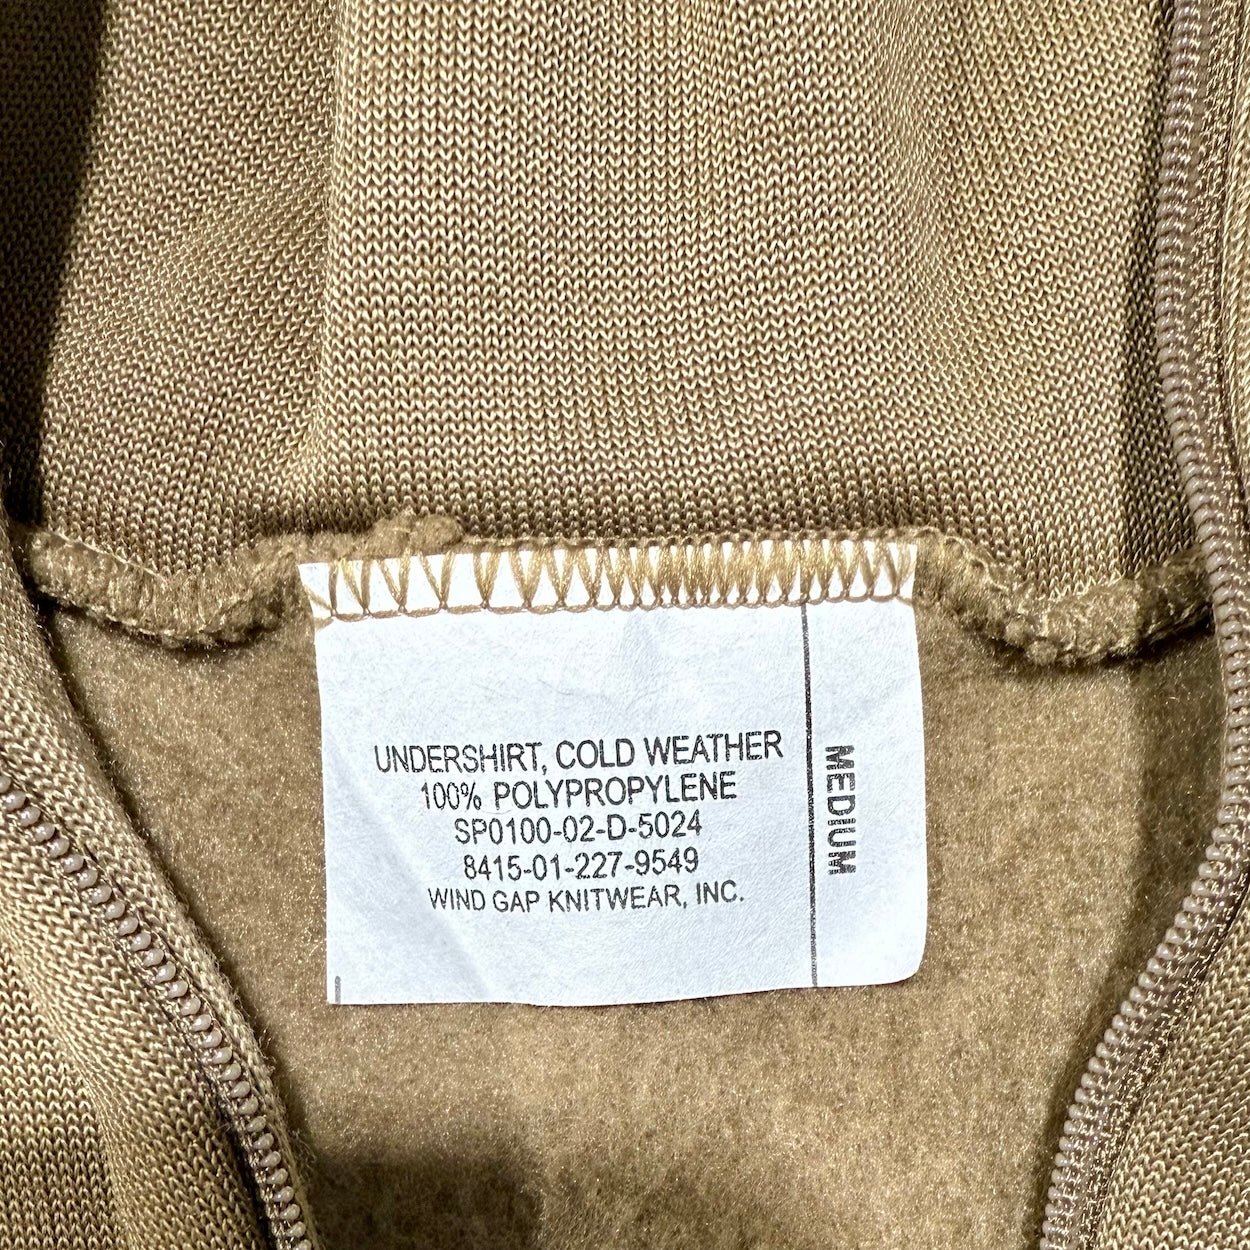 UNDERSHIRT, COLD WEATHER
100% POLYPROPYLENE
SP0100-02-D-5024
8415-01-227-9549
WIND GAP KNITWEAR, INC.
MEDIUM